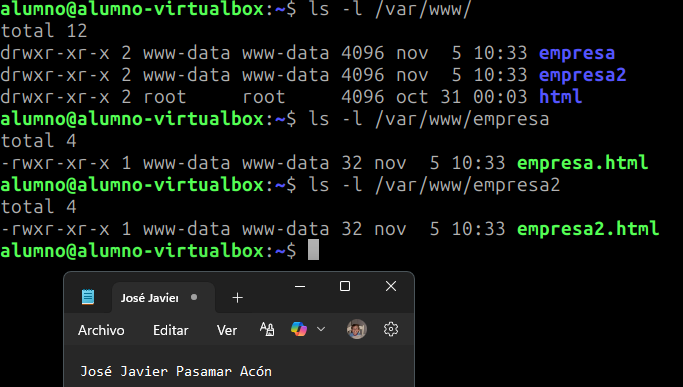 alumno@alumno-virtualbox:~$ ls -l /var/www/
total 12
drwxr-xr-x 2 www-data www-data 4096 nov  5 10:33 empresa
drwxr-xr-x 2 www-data www-data 4096 nov  5 10:33 empresa2
drwxr-xr-x 2 root     root     4096 oct 31 00:03 html
alumno@alumno-virtualbox:~$ ls -l /var/www/empresa
total 4
-rwxr-xr-x 1 www-data www-data 32 nov  5 10:33 empresa.html
alumno@alumno-virtualbox:~$ ls -l /var/www/empresa2
total 4
-rwxr-xr-x 1 www-data www-data 32 nov  5 10:33 empresa2.html
alumno@alumno-virtualbox:~$
José Javier
Archivo Editar Ver
José Javier Pasamar Acón